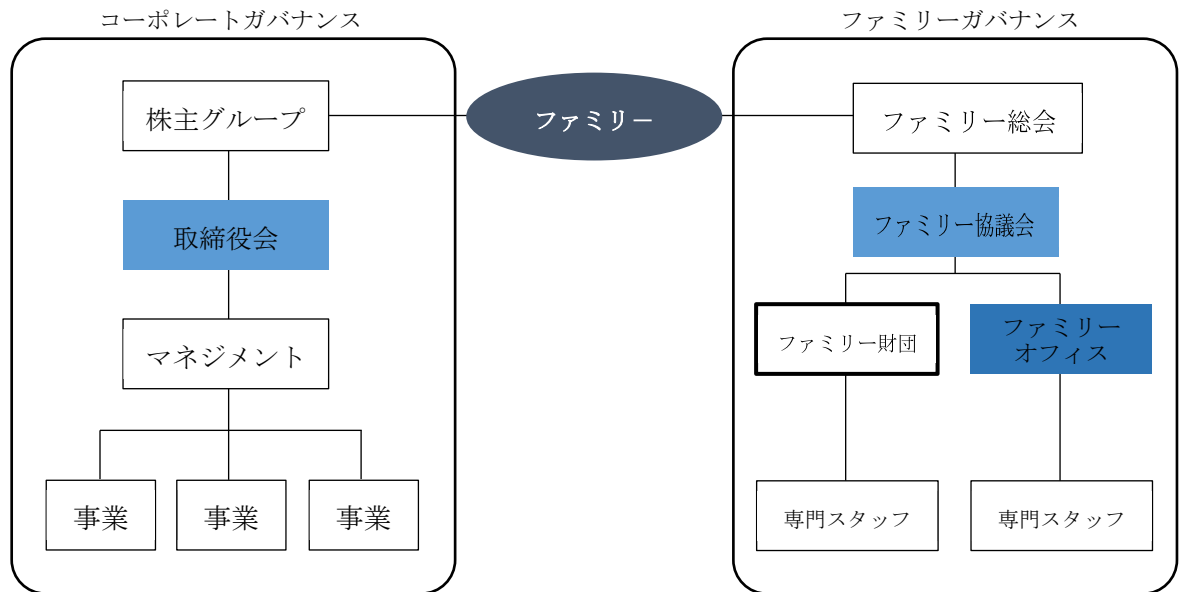 コーポレートガバナンス
株主グループ
取締役会
マネジメント
事業
事業
事業
ファミリー
ファミリーガバナンス
ファミリー総会
ファミリー協議会
ファミリー財団
ファミリー
オフィス
専門スタッフ
専門スタッフ